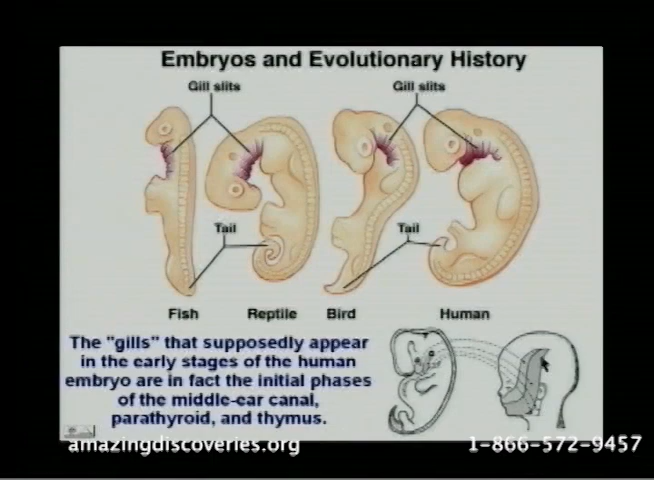 Embryos and Evolutionary History
Gill slits Gill slits
Tail Tail
Fish Reptile Bird Human
The "gills" that supposedly appear
in the early stages of the human
embryo are in fact the initial phases
of the middle-ear canal,
parathyroid, and thymus.
amazingdiscoveries.org 1-866-572-9457